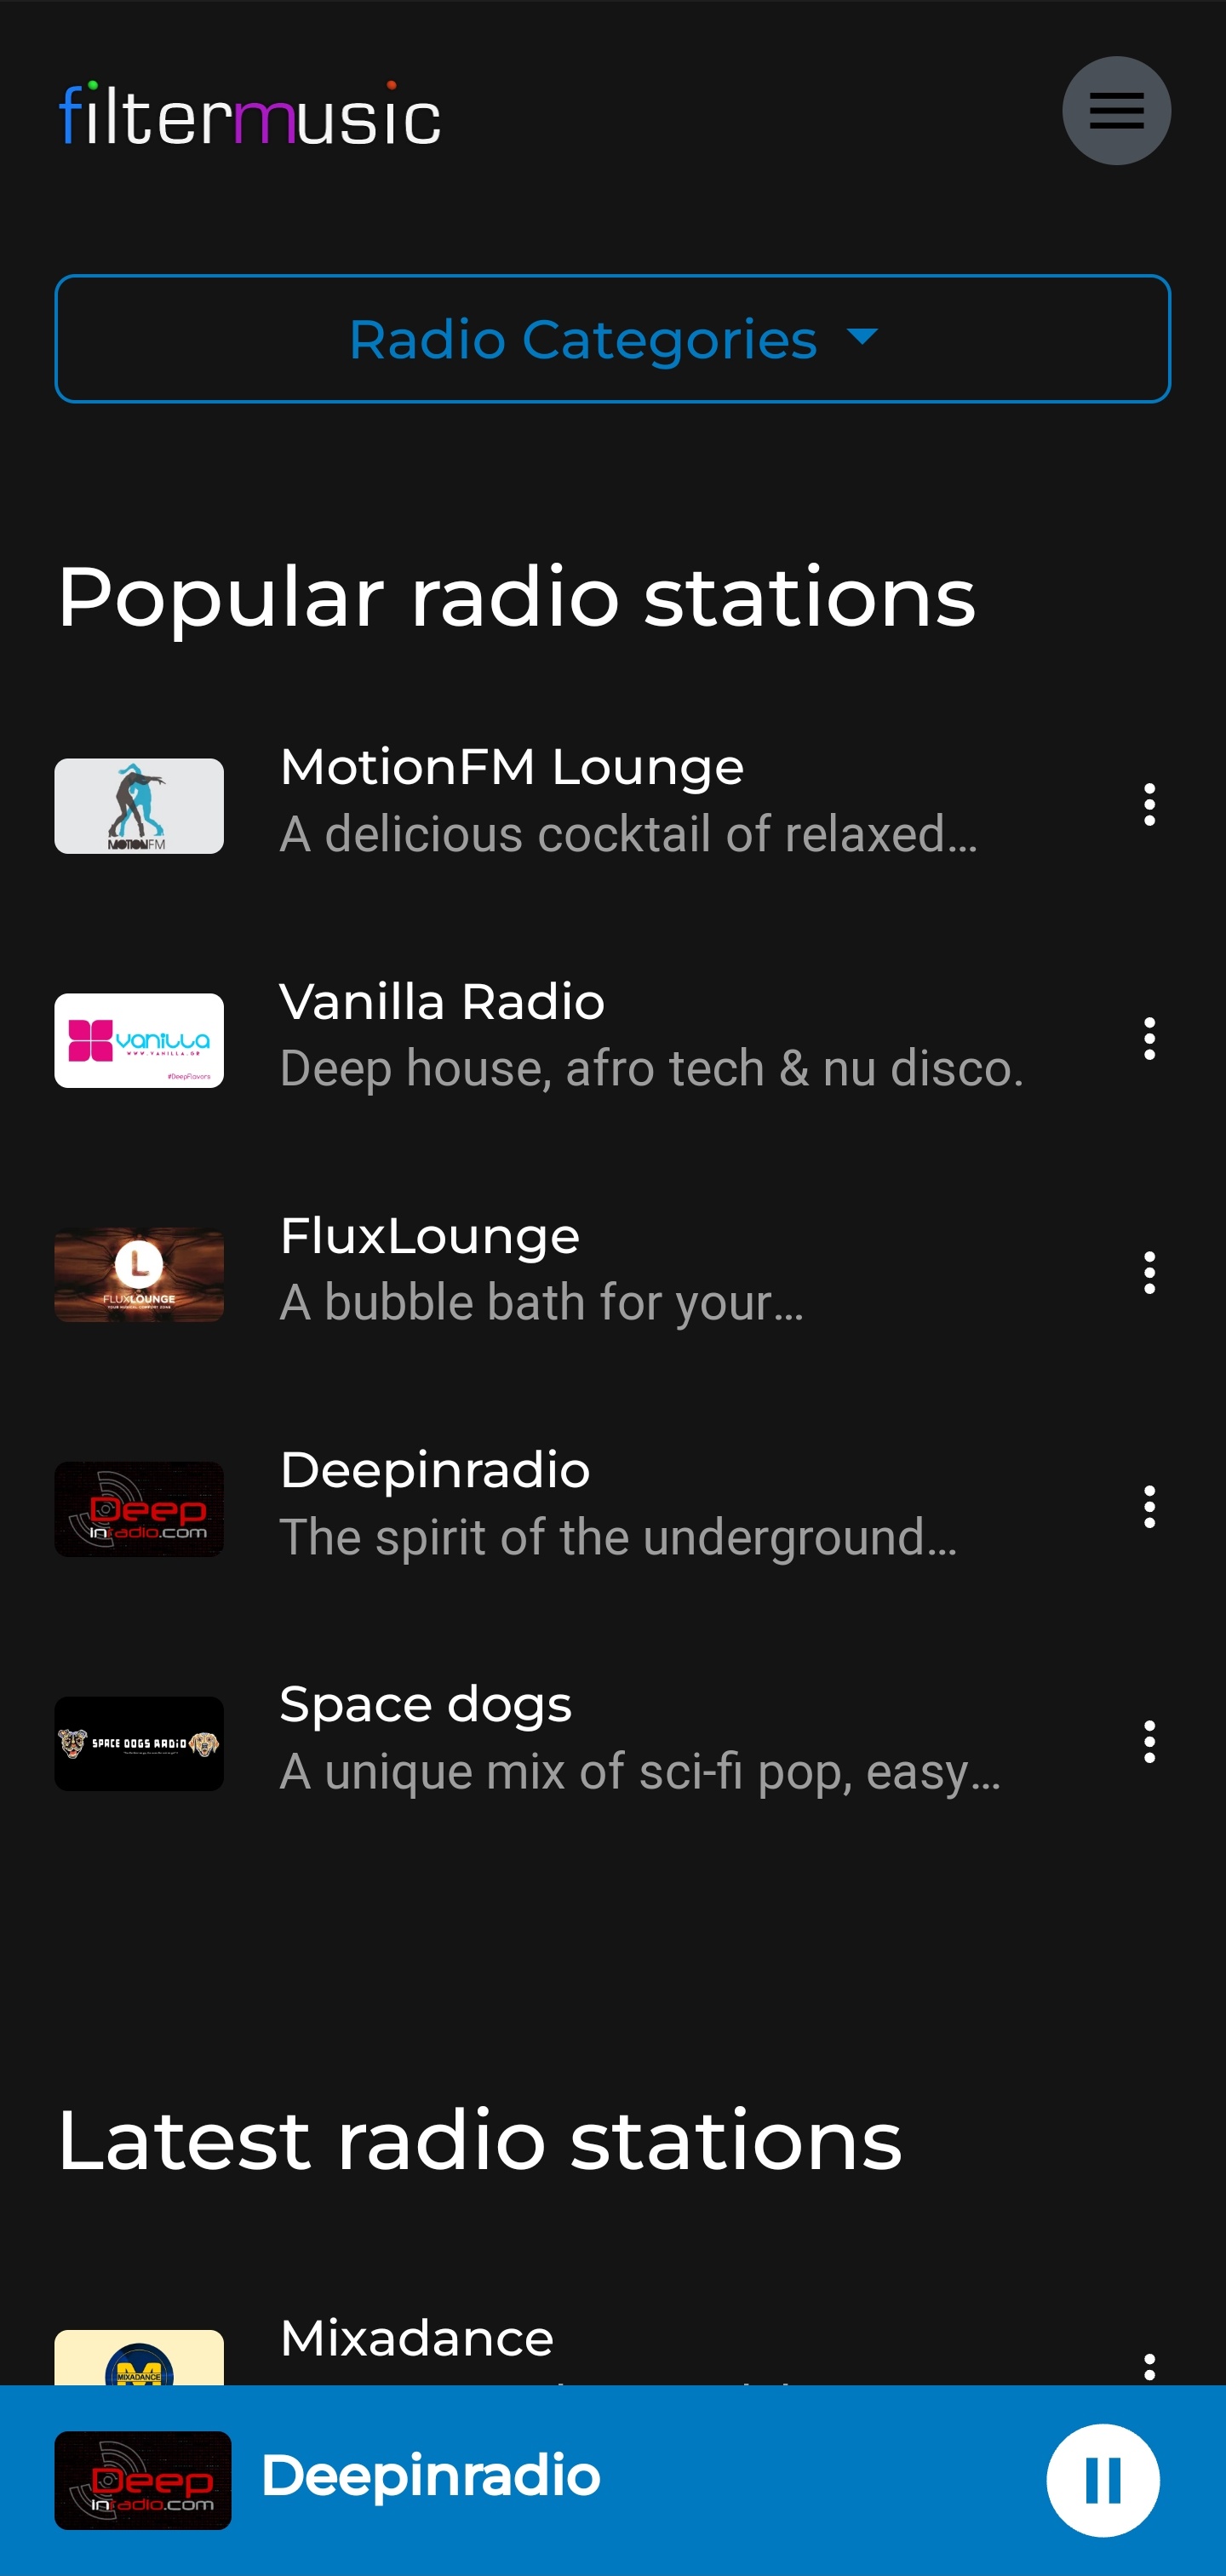 filtermusic
Radio Categories
Popular radio stations
MotionFM Lounge
A delicious cocktail of relaxed...
MOTIONFM
Vanilla Radio
Deep house, afro tech & nu disco.
vanilla
WWW.VANILLA.GR
#DeepFlavors
FluxLounge
A bubble bath for your...
L
FLUXLOUNGE
Deepinradio
The spirit of the underground...
Deep
inradio.com
Space dogs
A unique mix of sci-fi pop, easy...
SPACE DOGS RADIO
Latest radio stations
Mixadance
M
MIXADANCE
Deepinradio
Deep
inradio.com